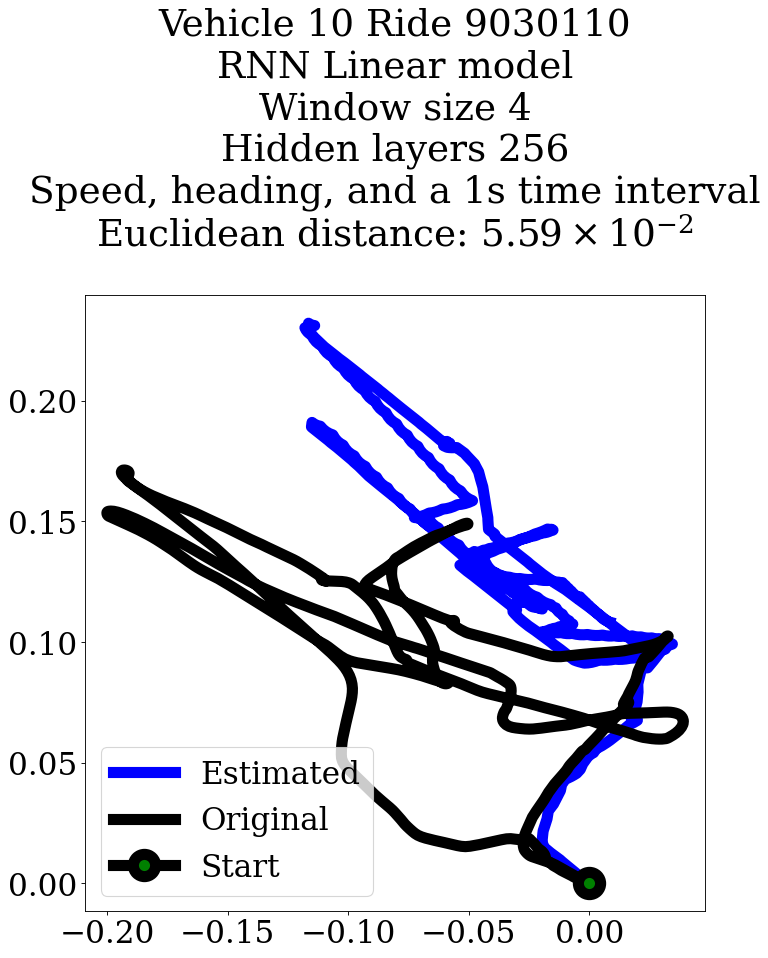 Vehicle 10 Ride 9030110
RNN Linear model
Window size 4
Hidden layers 256
Speed, heading, and a 1s time interval
Euclidean distance: 5.59 × 10⁻²
0.20
0.15
0.10
0.05
0.00
Estimated
Original
Start
−0.20 −0.15 −0.10 −0.05 0.00